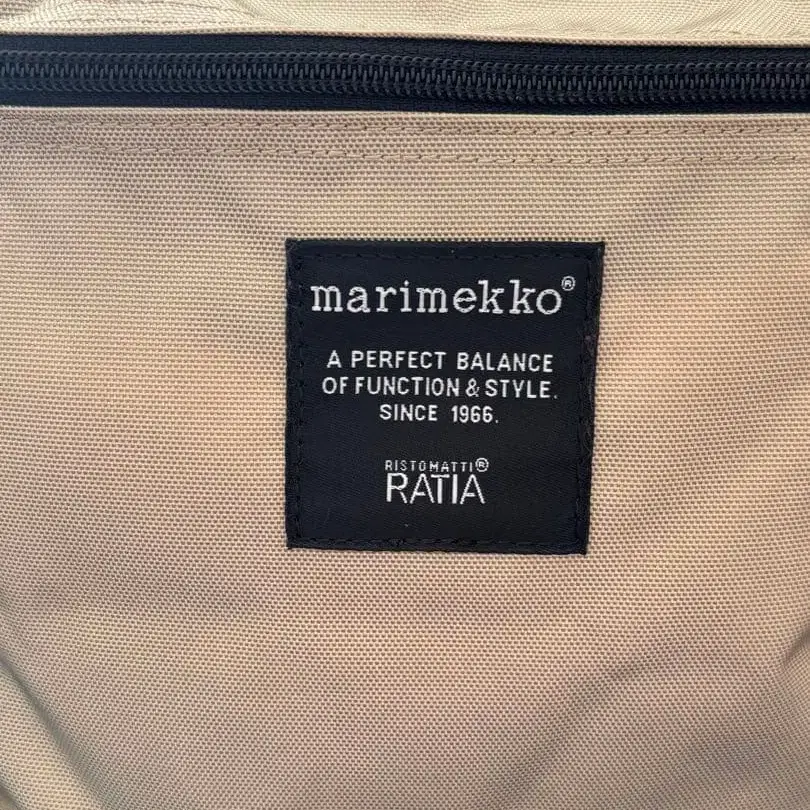 marimekko®
A PERFECT BALANCE
OF FUNCTION & STYLE.
SINCE 1966.
RISTOMATTI®
RATIA